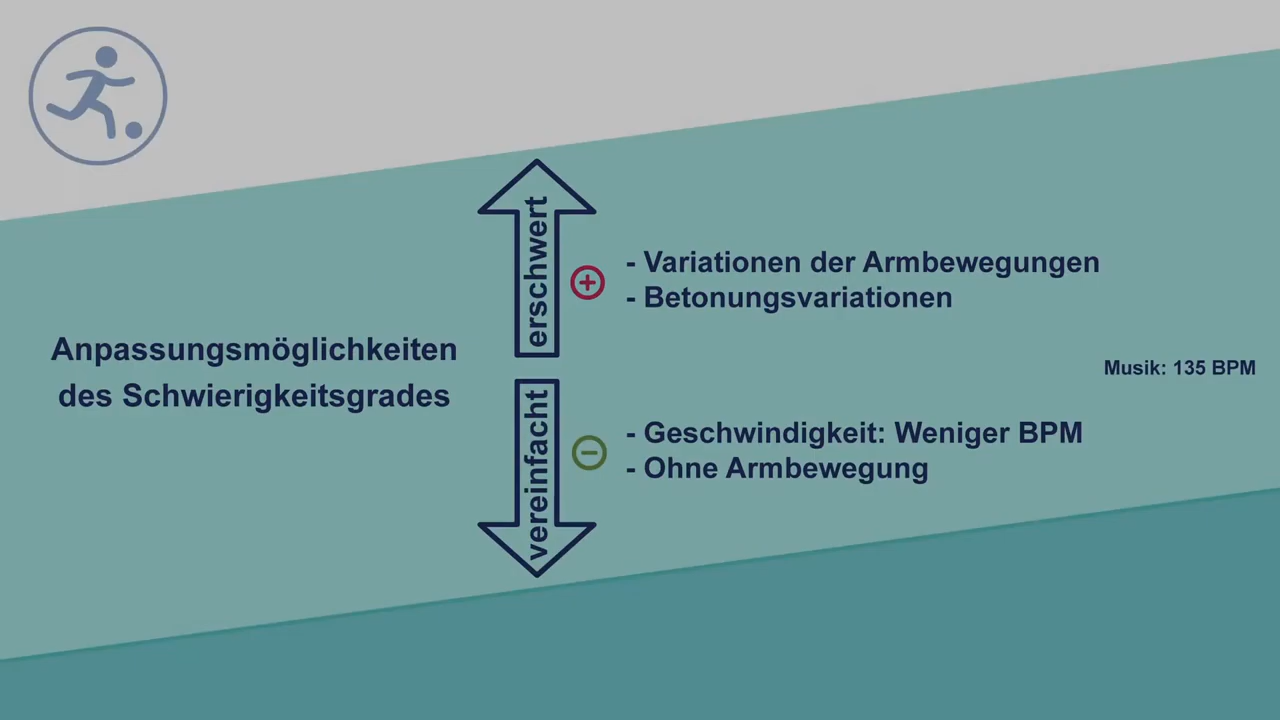 Anpassungsmöglichkeiten
des Schwierigkeitsgrades
erschwert
- Variationen der Armbewegungen
- Betonungsvariationen
Musik: 135 BPM
vereinfacht
- Geschwindigkeit: Weniger BPM
- Ohne Armbewegung